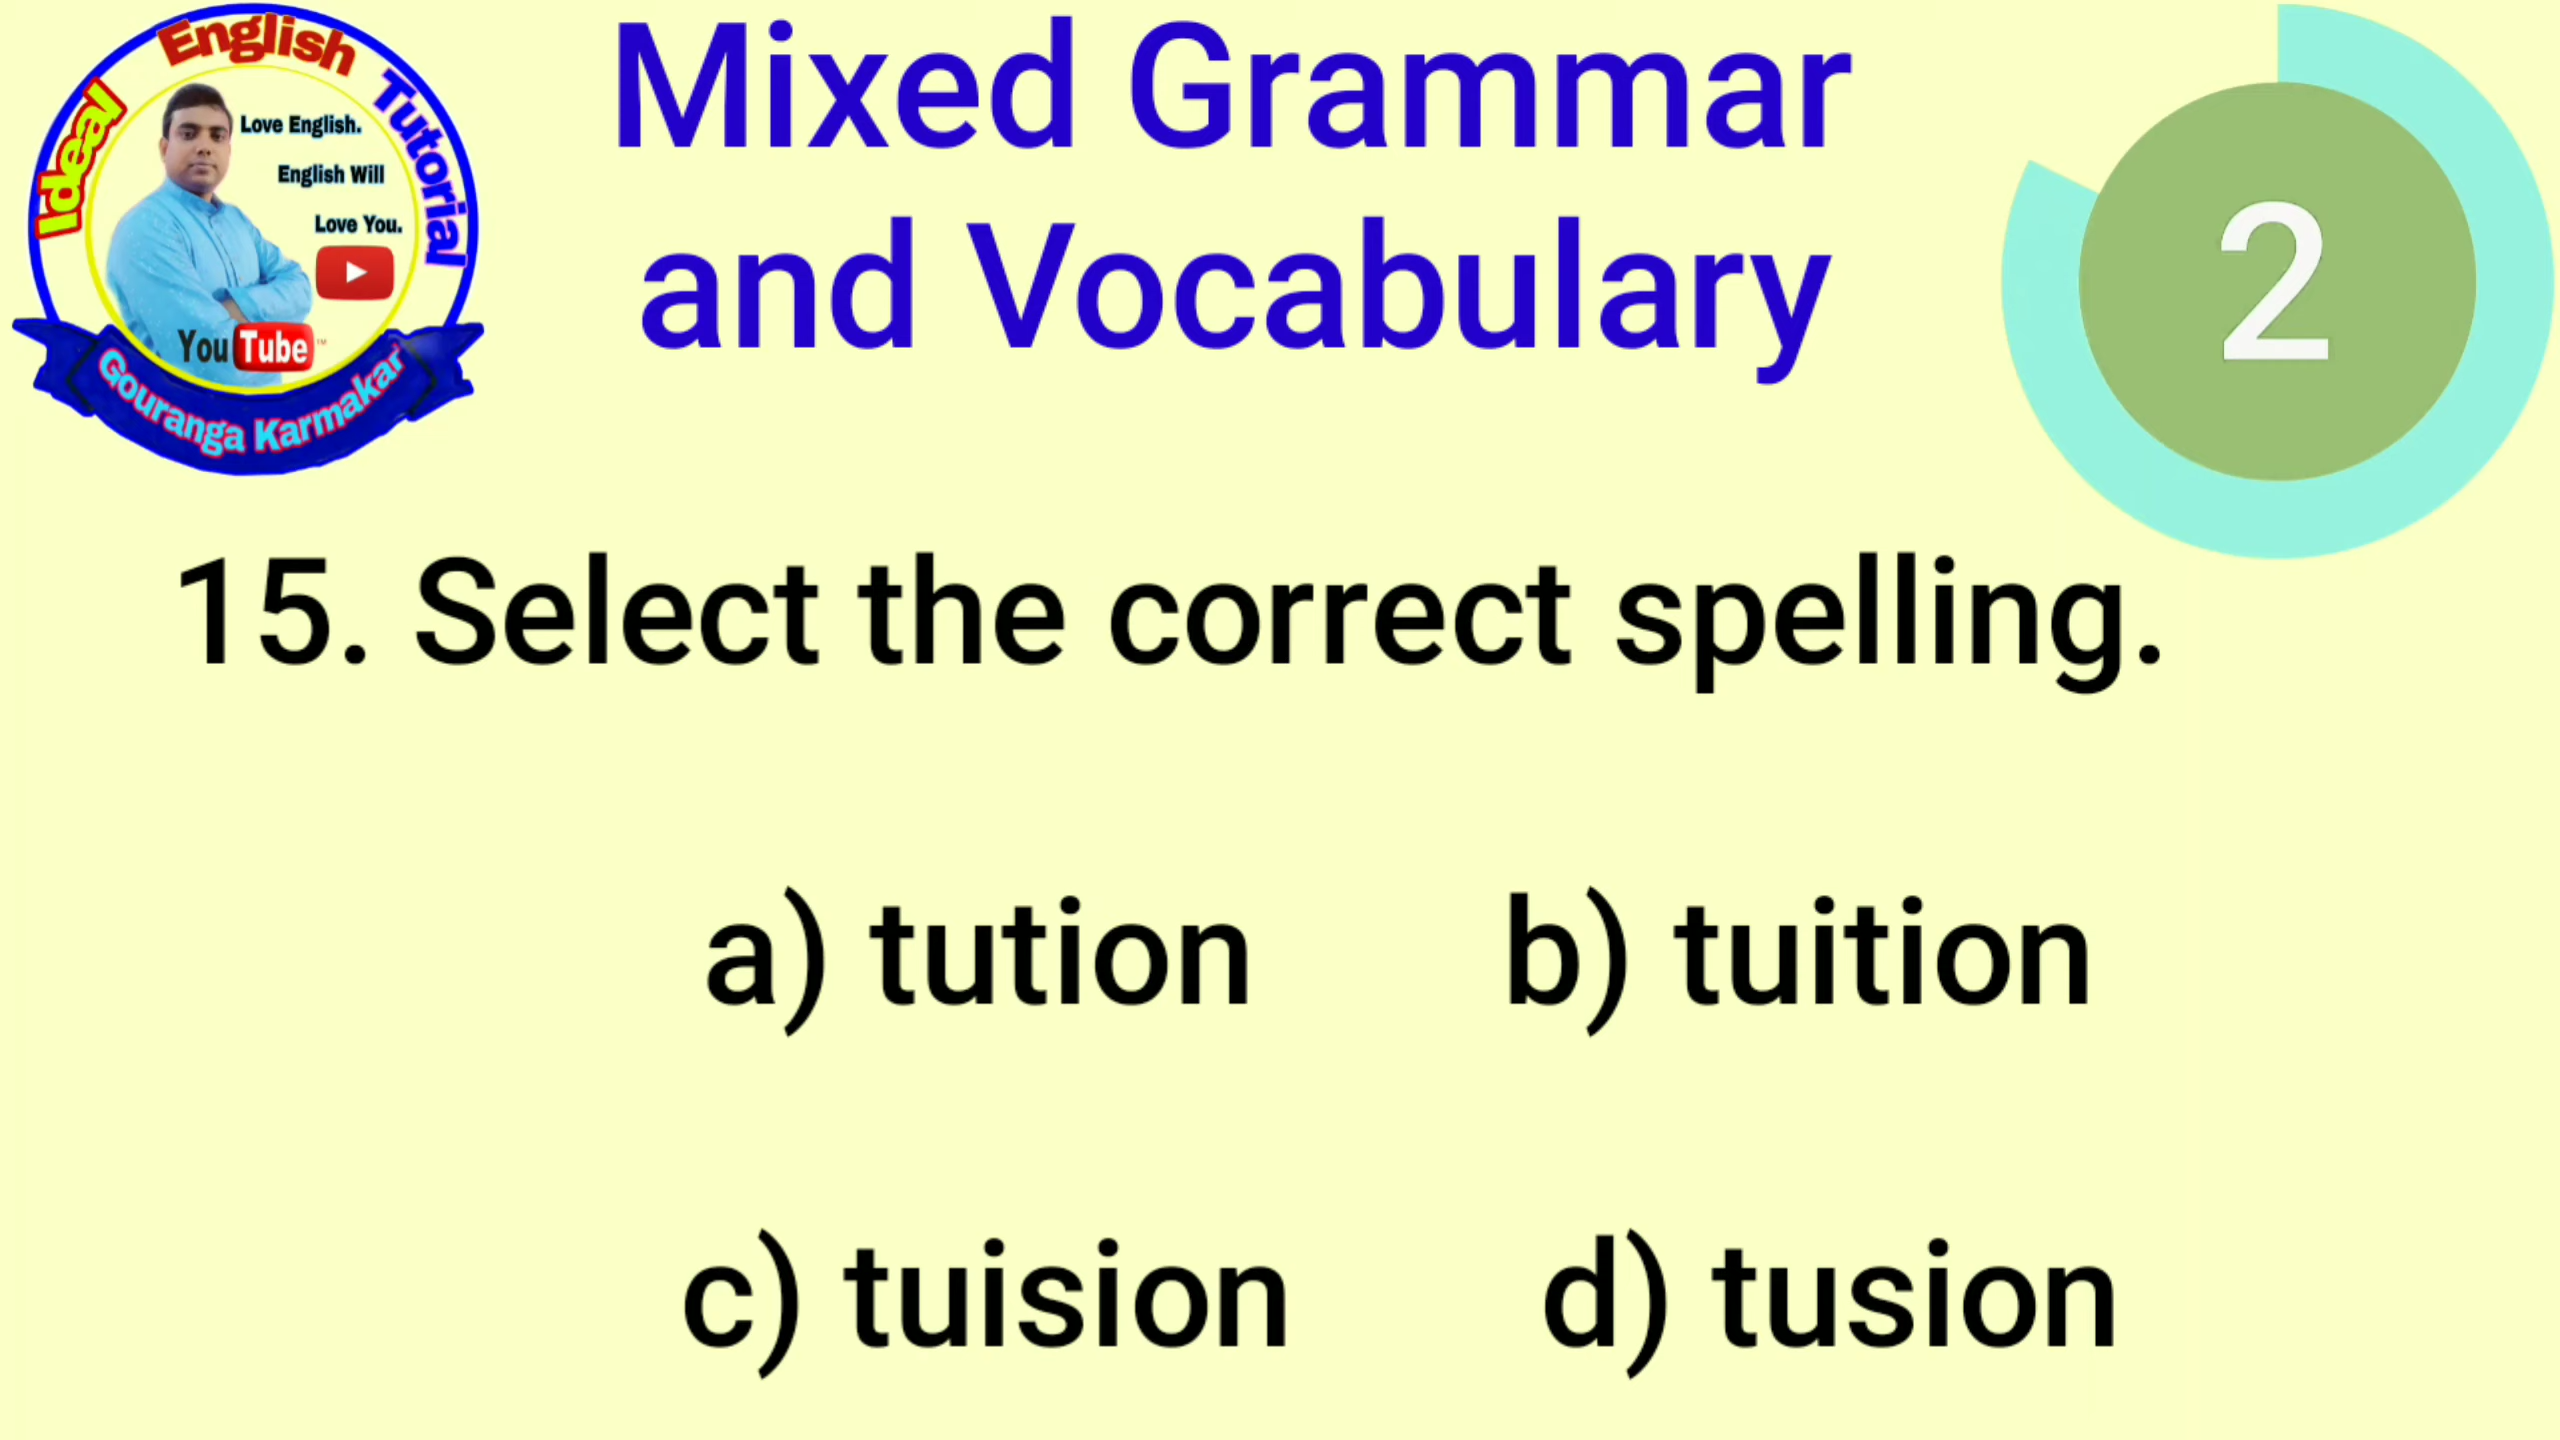 Ideal English Tutorial
Love English.
English Will
Love You.
YouTube
Gouranga Karmakar
Mixed Grammar
and Vocabulary
2
15. Select the correct spelling.
a) tution b) tuition
c) tuision d) tusion